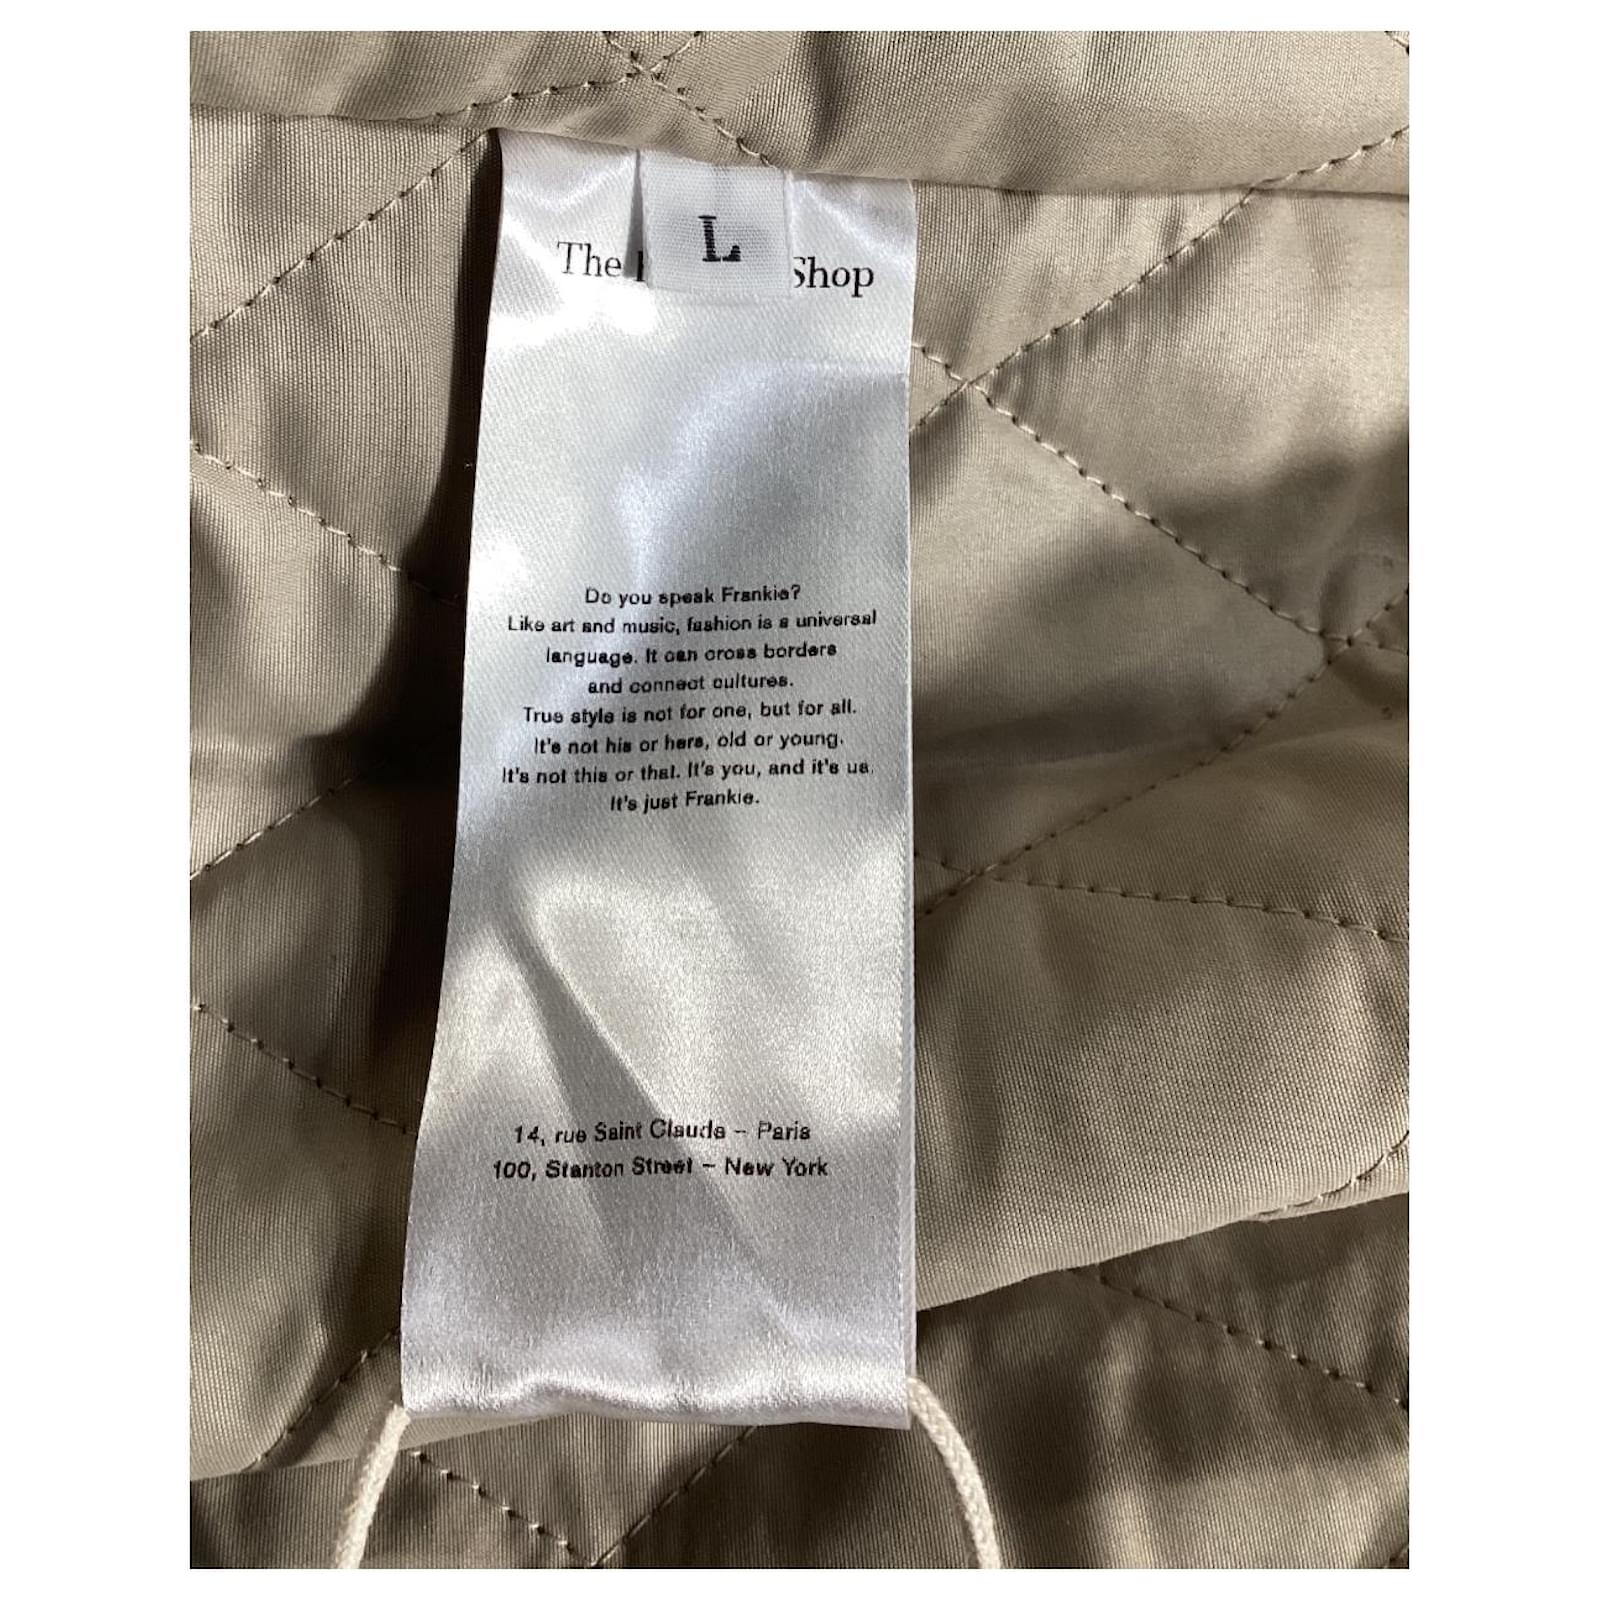 L
The Shop
Do you speak Frankie?
Like art and music, fashion is a universal
language. It can cross borders
and connect cultures.
True style is not for one, but for all.
It's not his or hers, old or young.
It's not this or that. It's you, and it's us.
It's just Frankie.
14, rue Saint Claude – Paris
100, Stanton Street – New York